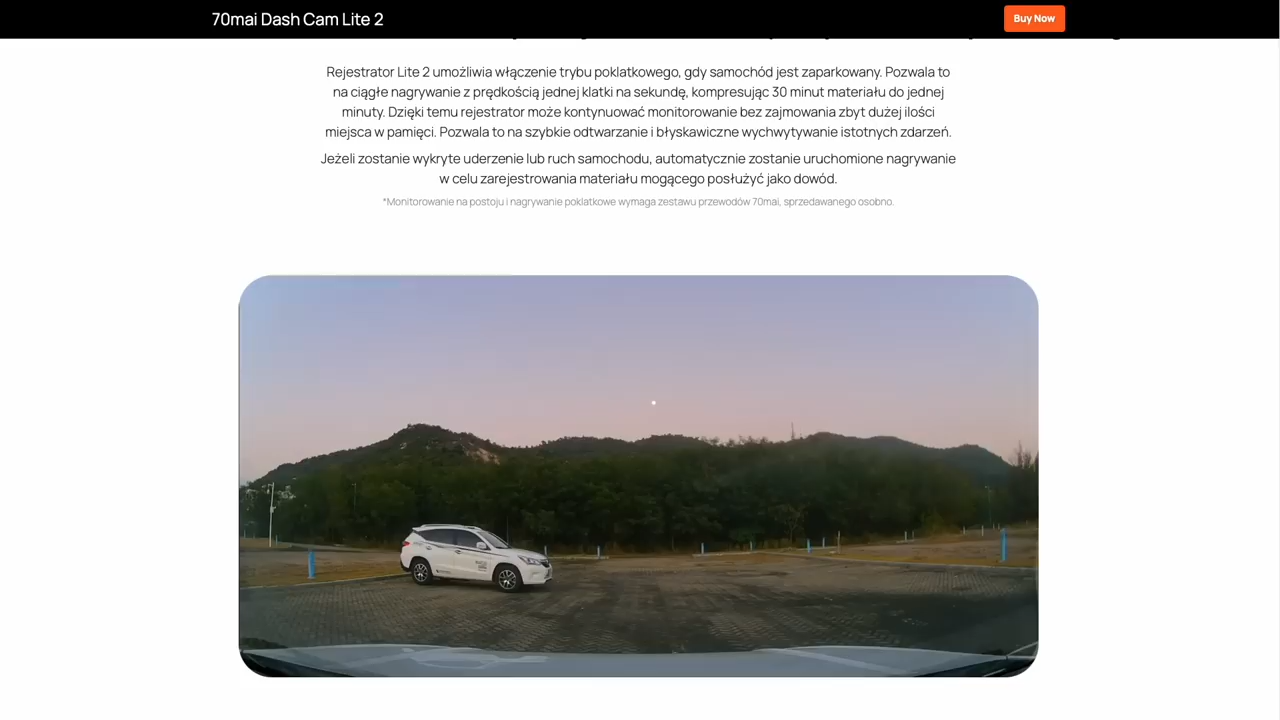 70mai Dash Cam Lite 2
Buy Now
Rejestrator Lite 2 umożliwia włączenie trybu poklatkowego, gdy samochód jest zaparkowany. Pozwala to
na ciągłe nagrywanie z prędkością jednej klatki na sekundę, kompresując 30 minut materiału do jednej
minuty. Dzięki temu rejestrator może kontynuować monitorowanie bez zajmowania zbyt dużej ilości
miejsca w pamięci. Pozwala to na szybkie odtwarzanie i błyskawiczne wychwytywanie istotnych zdarzeń.
Jeżeli zostanie wykryte uderzenie lub ruch samochodu, automatycznie zostanie uruchomione nagrywanie
w celu zarejestrowania materiału mogącego posłużyć jako dowód.
*Monitorowanie na postoju i nagrywanie poklatkowe wymaga zestawu przewodów 70mai, sprzedawanego osobno.